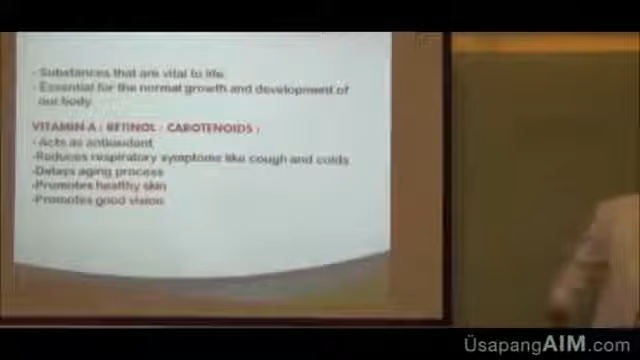 - Substances that are vital to life.
- Essential for the normal growth and development of
our body.
VITAMIN A ( RETINOL / CAROTENOIDS )
- Acts as antioxidant
-Reduces respiratory symptoms like cough and colds
-Delays aging process
-Promotes healthy skin
-Promotes good vision
ÜsapangAIM.com